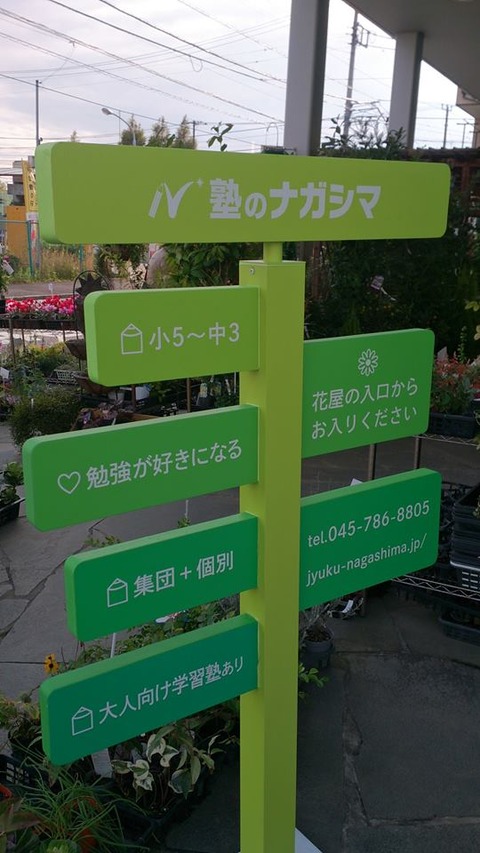 塾のナガシマ
小5～中3
花屋の入口から
お入りください
勉強が好きになる
tel.045-786-8805
jyuku-nagashima.jp/
集団＋個別
大人向け学習塾あり